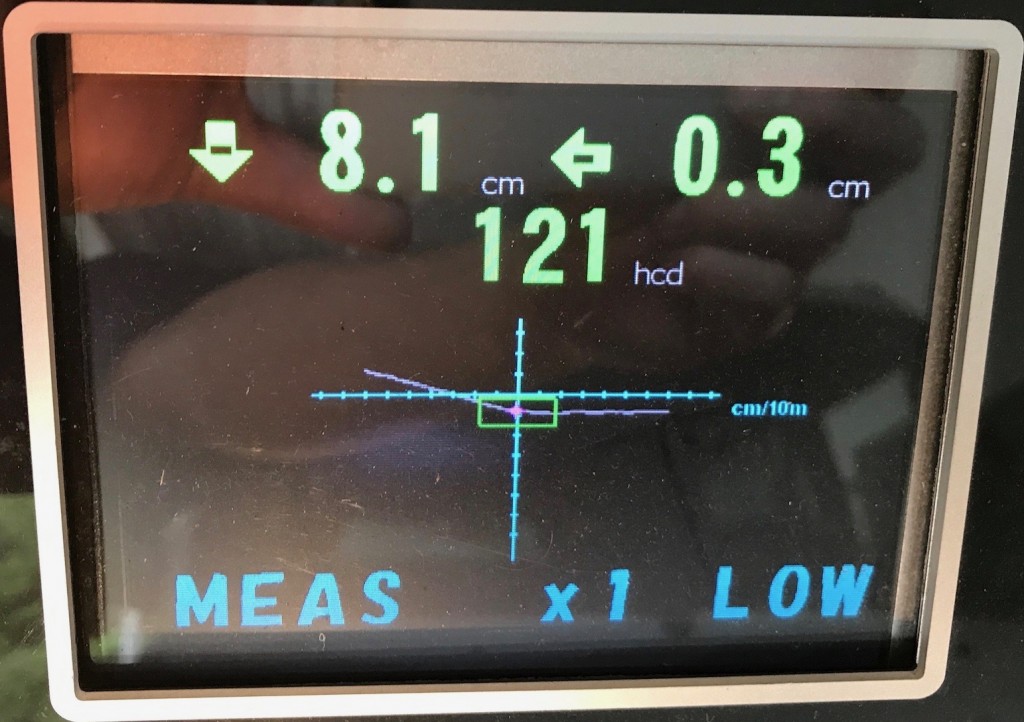 8.1 cm 0.3 cm
121 hcd
cm/10m
MEAS x1 LOW